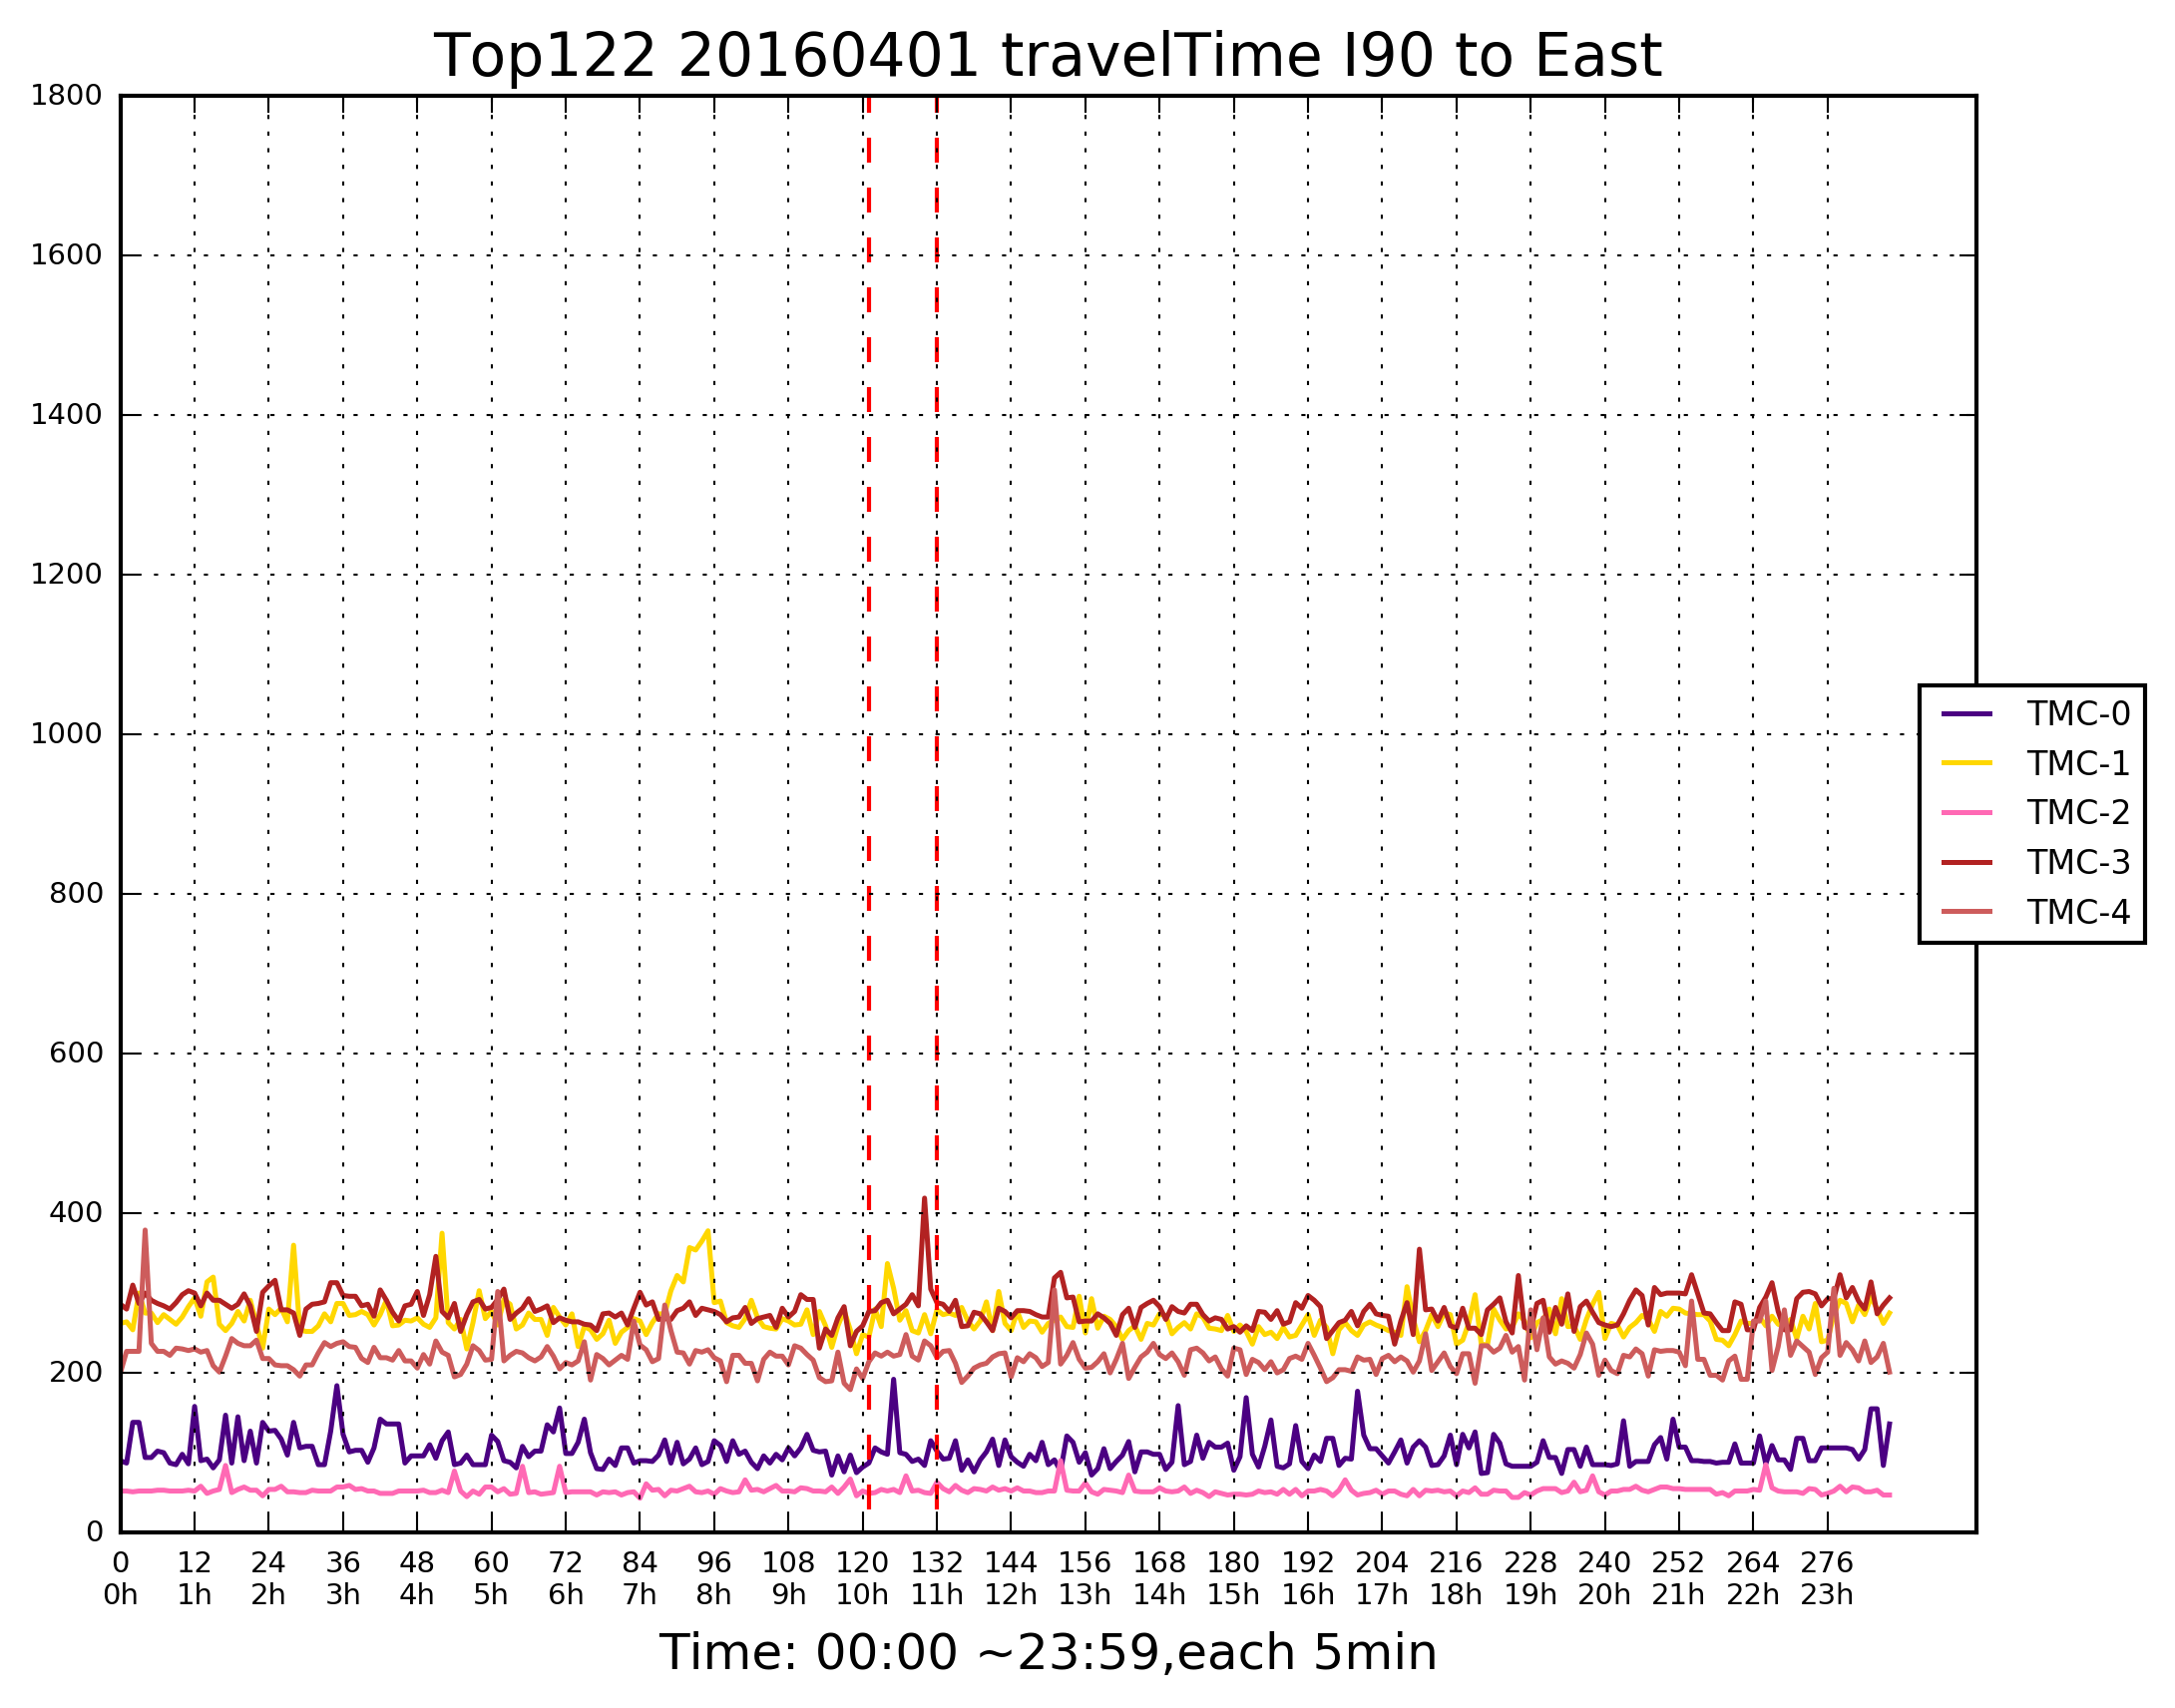 Top122 20160401 travelTime I90 to East
1800
1600
1400
1200
1000
800
600
400
200
0
TMC-0
TMC-1
TMC-2
TMC-3
TMC-4
0 12 24 36 48 60 72 84 96 108 120 132 144 156 168 180 192 204 216 228 240 252 264 276
0h 1h 2h 3h 4h 5h 6h 7h 8h 9h 10h 11h 12h 13h 14h 15h 16h 17h 18h 19h 20h 21h 22h 23h
Time: 00:00 ~23:59,each 5min